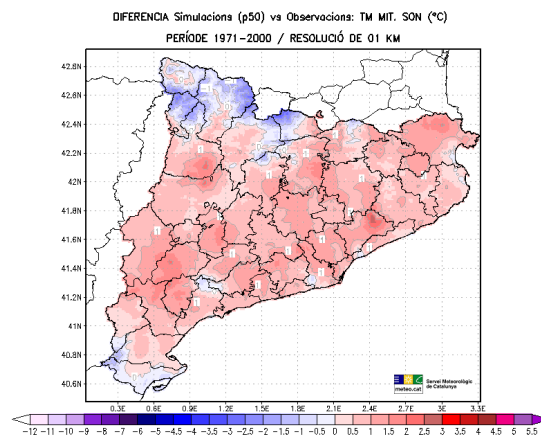 DIFERENCIA Simulacions (p50) vs Observacions: TM MIT. SON (°C)
PERÍODE 1971-2000 / RESOLUCIÓ DE 01 KM
42.8N
42.6N
42.4N
42.2N
42N
41.8N
41.6N
41.4N
41.2N
41N
40.8N
40.6N
0.3E 0.6E 0.9E 1.2E 1.5E 1.8E 2.1E 2.4E 2.7E 3E 3.3E
meteo.cat
Servei Meteorològic
de Catalunya
-12 -11 -10 -9 -8 -7 -5 -4.5 -3.5 -3 -2.5 -2 -1.5 -1 -0.5 0 0.5 1 1.5 2 2.5 3 3.5 4 4.5 5 5.5